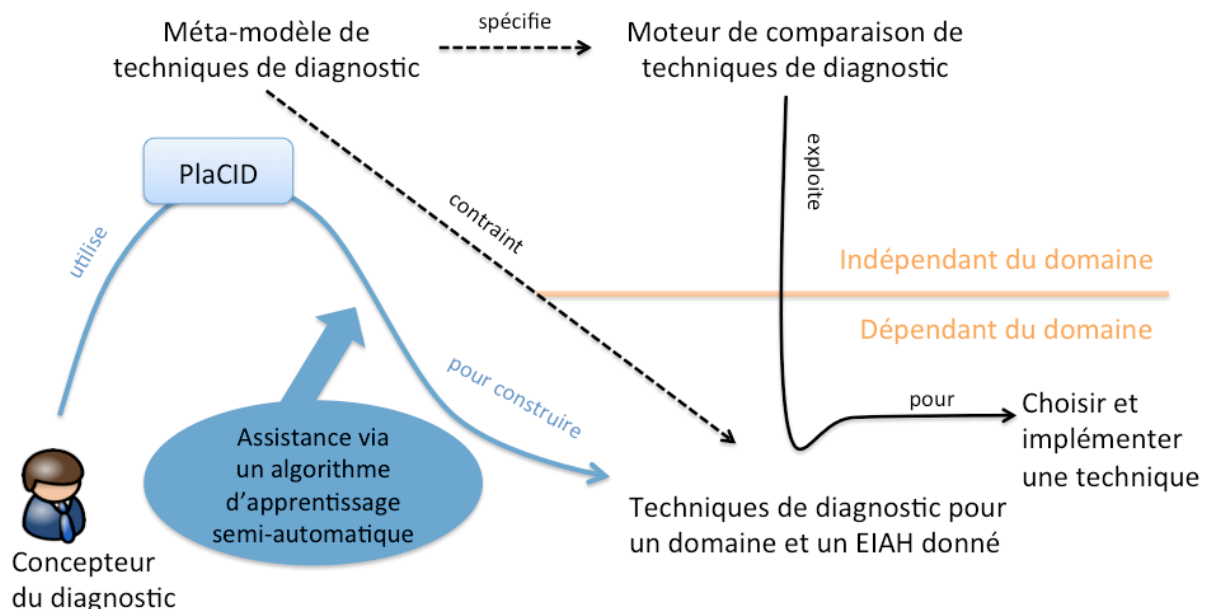 Méta-modèle de
techniques de diagnostic
spécifie
Moteur de comparaison de
techniques de diagnostic
PlaCID
utilise
contraint
exploite
Indépendant du domaine
Dépendant du domaine
pour construire
pour
Choisir et
implémenter
une technique
Assistance via
un algorithme
d’apprentissage
semi-automatique
Techniques de diagnostic pour
un domaine et un EIAH donné
Concepteur
du diagnostic